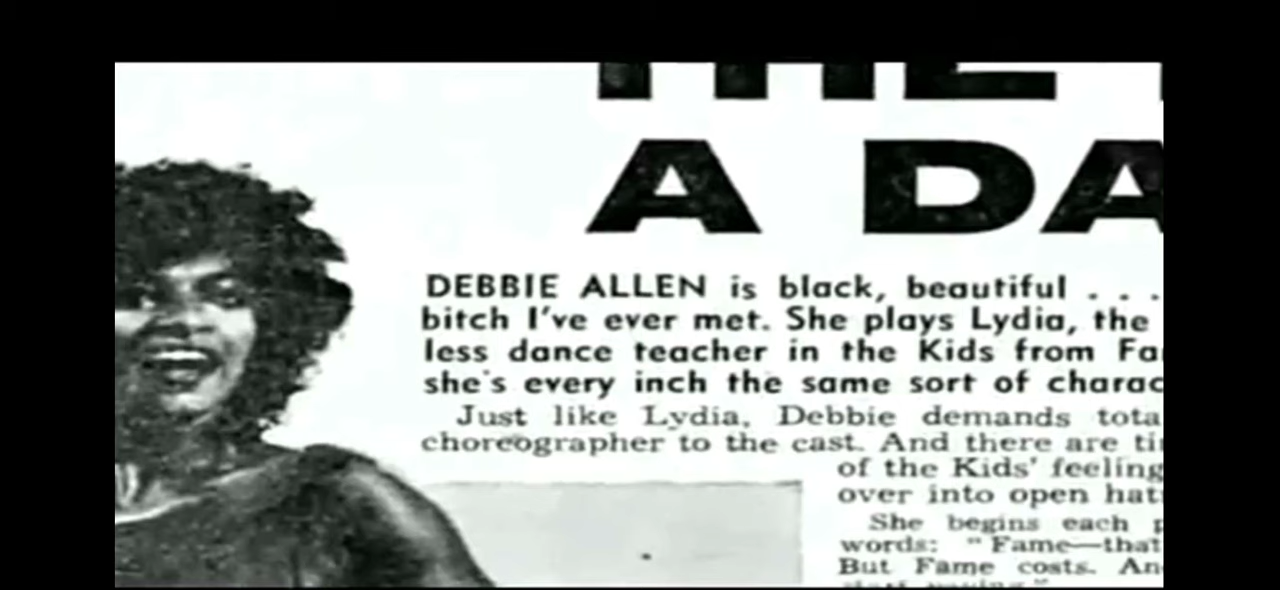 THE
A DA
DEBBIE ALLEN is black, beautiful . . .
bitch I've ever met. She plays Lydia, the
less dance teacher in the Kids from Fa
she's every inch the same sort of charac
Just like Lydia, Debbie demands tota
choreographer to the cast. And there are ti
of the Kids' feeling
over into open hat
She begins each p
words: "Fame—that
But Fame costs. An
start paying"